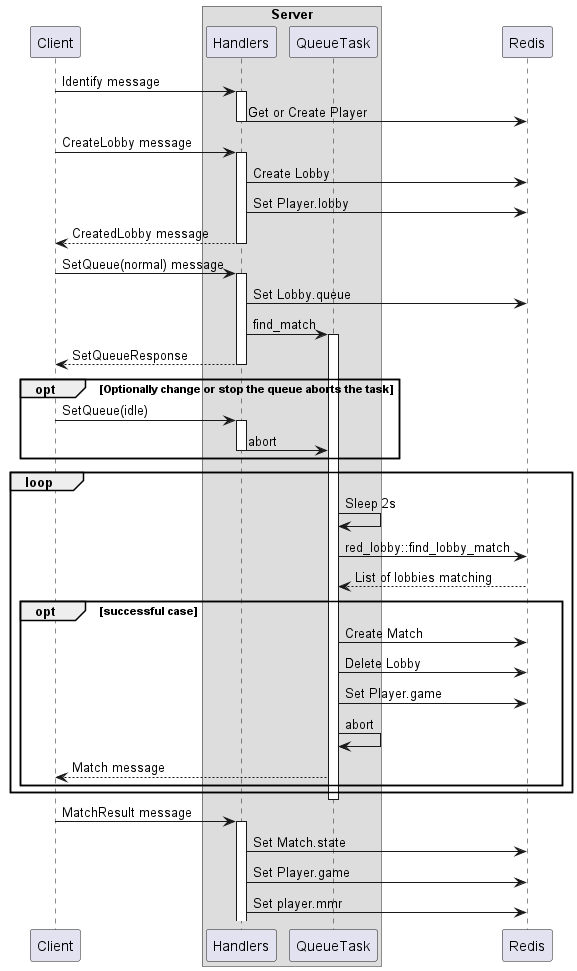 Server
Client
Handlers
QueueTask
Redis
Identify message
Get or Create Player
CreateLobby message
Create Lobby
Set Player.lobby
CreatedLobby message
SetQueue(normal) message
Set Lobby.queue
find_match
SetQueueResponse
opt [Optionally change or stop the queue aborts the task]
SetQueue(idle)
abort
loop
Sleep 2s
red_lobby::find_lobby_match
List of lobbies matching
opt [successful case]
Create Match
Delete Lobby
Set Player.game
abort
Match message
MatchResult message
Set Match.state
Set Player.game
Set player.mmr
Client
Handlers
QueueTask
Redis